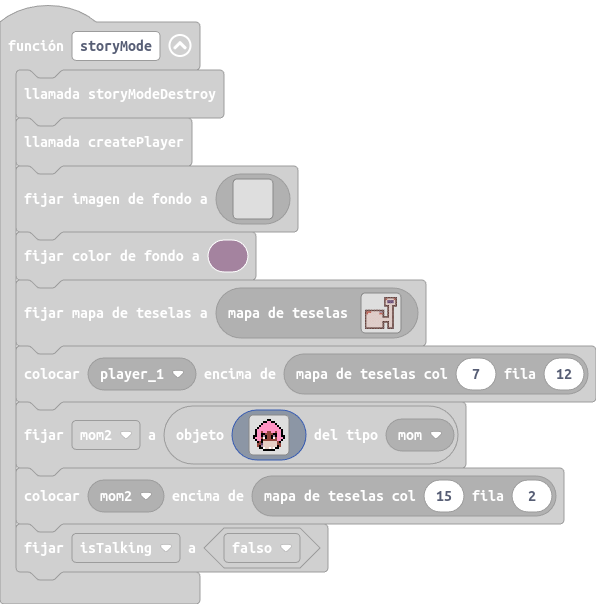 función storyMode
llamada storyModeDestroy
llamada createPlayer
fijar imagen de fondo a
fijar color de fondo a
fijar mapa de teselas a mapa de teselas
colocar player_1 encima de mapa de teselas col 7 fila 12
fijar mom2 a objeto del tipo mom
colocar mom2 encima de mapa de teselas col 15 fila 2
fijar isTalking a falso